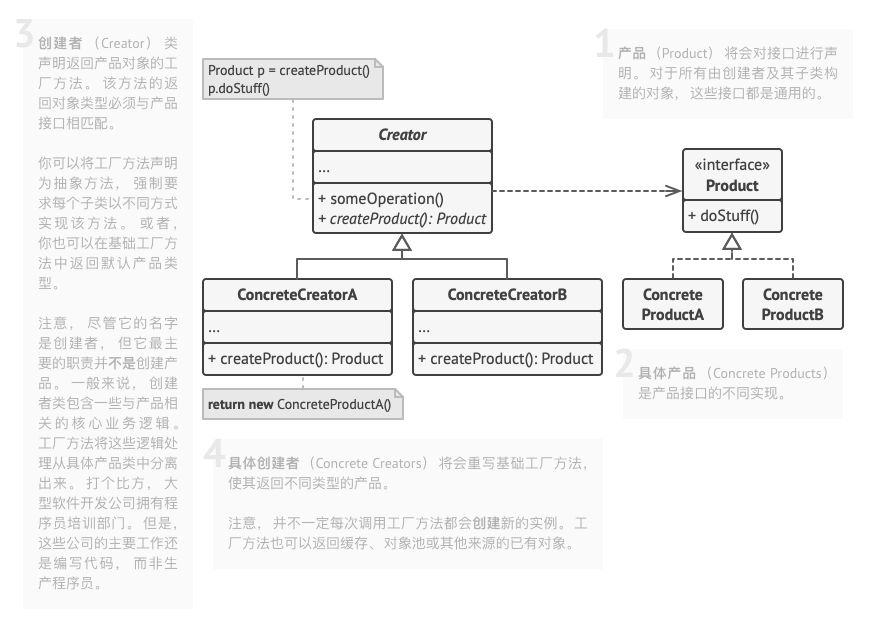 3
创建者 （Creator） 类
声明返回产品对象的工
厂方法。 该方法的返
回对象类型必须与产品
接口相匹配。
你可以将工厂方法声明
为抽象方法， 强制要
求每个子类以不同方式
实现该方法。 或者，
你也可以在基础工厂方
法中返回默认产品类
型。
注意， 尽管它的名字
是创建者， 但它最主
要的职责并不是创建产
品。 一般来说， 创建
者类包含一些与产品相
关的核心业务逻辑。
工厂方法将这些逻辑处
理从具体产品类中分离
出来。 打个比方， 大
型软件开发公司拥有程
序员培训部门。 但是，
这些公司的主要工作还
是编写代码， 而非生
产程序员。
Product p = createProduct()
p.doStuff()
Creator
...
+ someOperation()
+ createProduct(): Product
ConcreteCreatorA
...
+ createProduct(): Product
ConcreteCreatorB
...
+ createProduct(): Product
return new ConcreteProductA()
1
产品 （Product） 将会对接口进行声
明。 对于所有由创建者及其子类构
建的对象， 这些接口都是通用的。
«interface»
Product
+ doStuff()
Concrete
ProductA
Concrete
ProductB
2
具体产品 （Concrete Products）
是产品接口的不同实现。
4
具体创建者 （Concrete Creators） 将会重写基础工厂方法，
使其返回不同类型的产品。
注意， 并不一定每次调用工厂方法都会创建新的实例。 工
厂方法也可以返回缓存、 对象池或其他来源的已有对象。